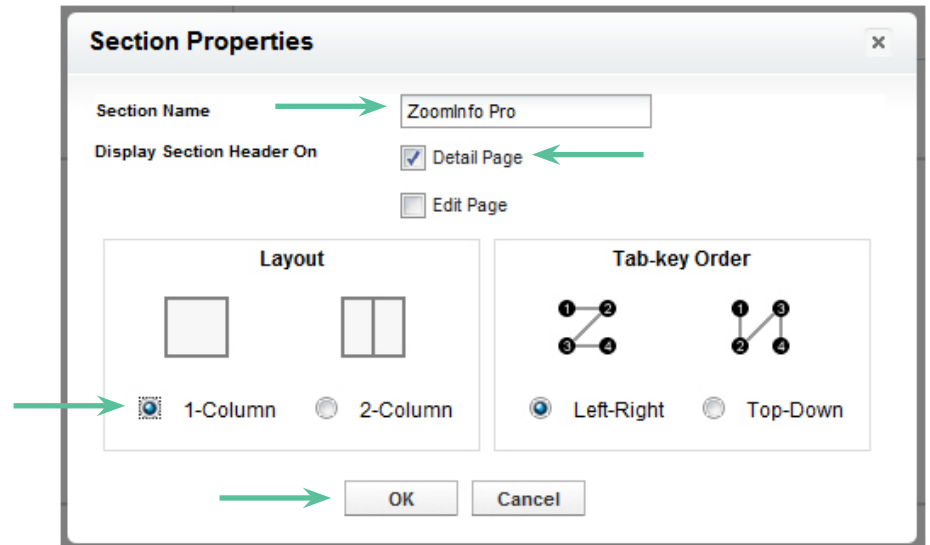 Section Properties
Section Name
ZoomInfo Pro
Display Section Header On
Detail Page
Edit Page
Layout
1-Column
2-Column
Tab-key Order
1 2
3 4
1 3
2 4
Left-Right
Top-Down
OK
Cancel